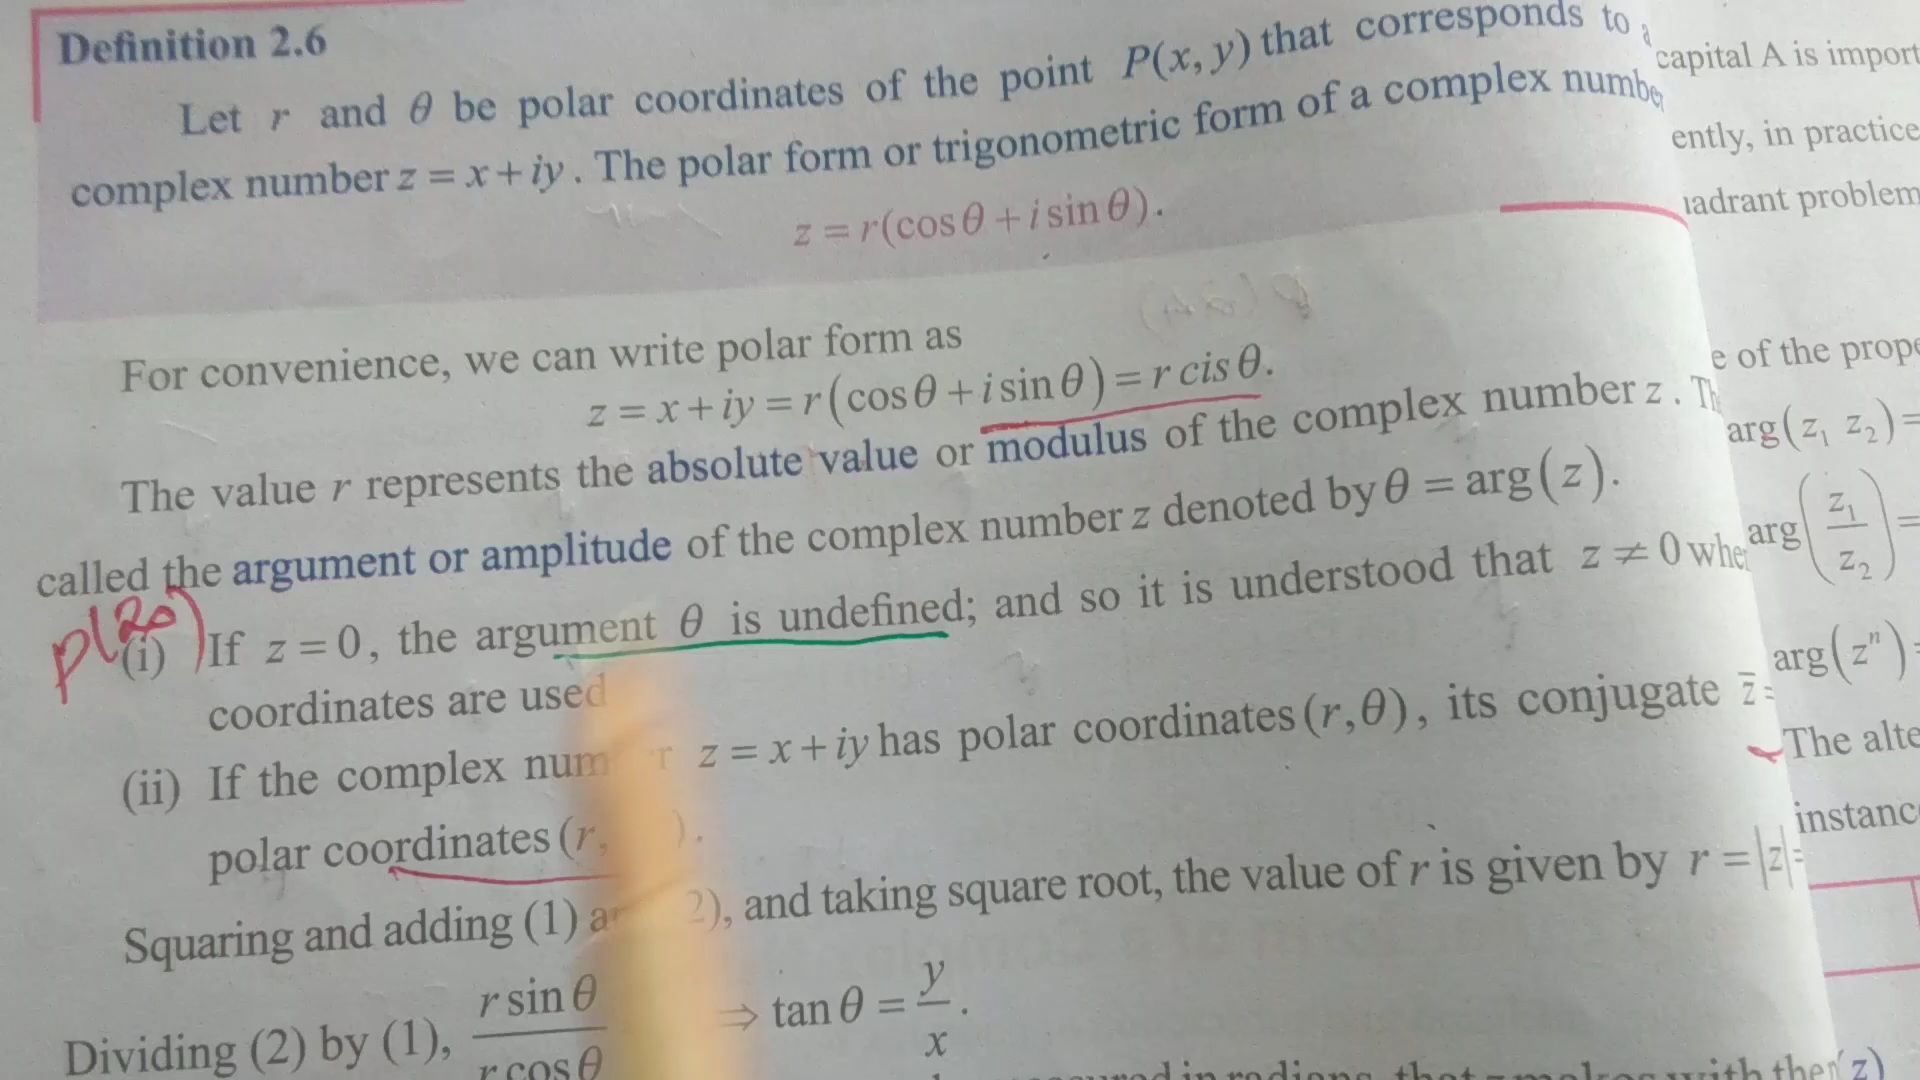 Definition 2.6
Let r and θ be polar coordinates of the point P(x, y) that corresponds to a
complex number z = x + iy. The polar form or trigonometric form of a complex number
z = r(cos θ + i sin θ).
For convenience, we can write polar form as
z = x + iy = r(cos θ + i sin θ) = r cis θ.
The value r represents the absolute value or modulus of the complex number z. Th
called the argument or amplitude of the complex number z denoted by θ = arg(z).
p(20)
(i) If z = 0, the argument θ is undefined; and so it is understood that z ≠ 0 whe
coordinates are used
(ii) If the complex num r z = x + iy has polar coordinates (r, θ), its conjugate z̄ =
polar coordinates (r, ).
Squaring and adding (1) a 2), and taking square root, the value of r is given by r = |z| =
Dividing (2) by (1), r sin θ / r cos θ ⇒ tan θ = y / x .
capital A is import
ently, in practice
uadrant problem
e of the prope
arg(z₁ z₂) =
arg(z₁ / z₂) =
arg(zⁿ) =
The alte
instanc
z)